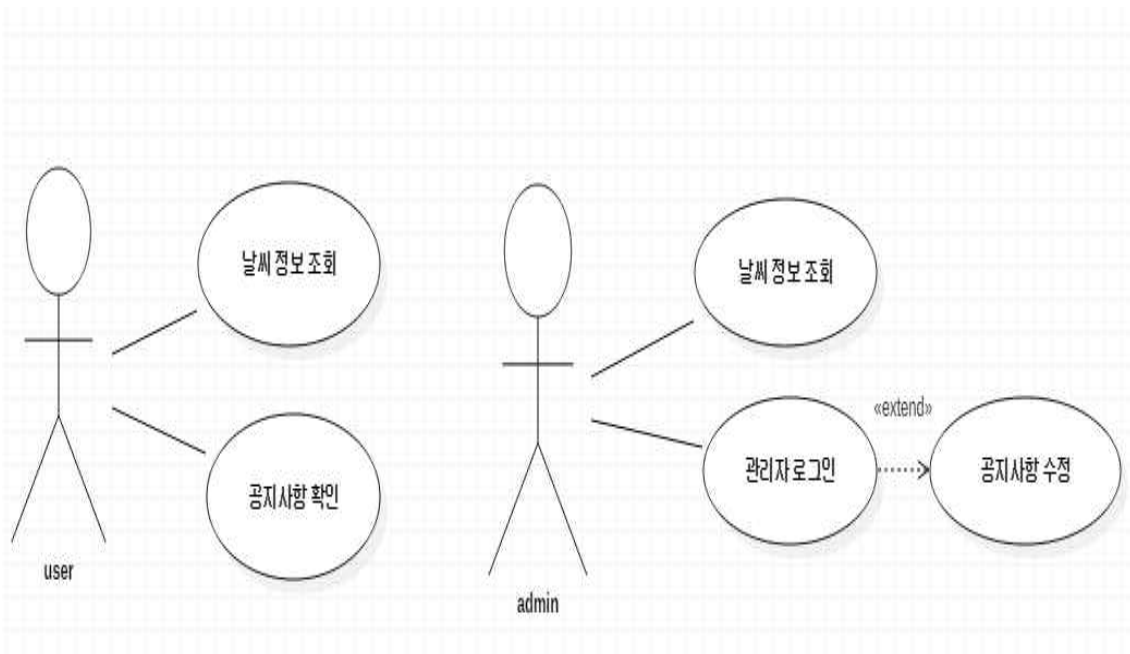 날씨 정보 조회
공지사항 확인
user
날씨 정보 조회
관리자 로그인
«extend»
공지사항 수정
admin